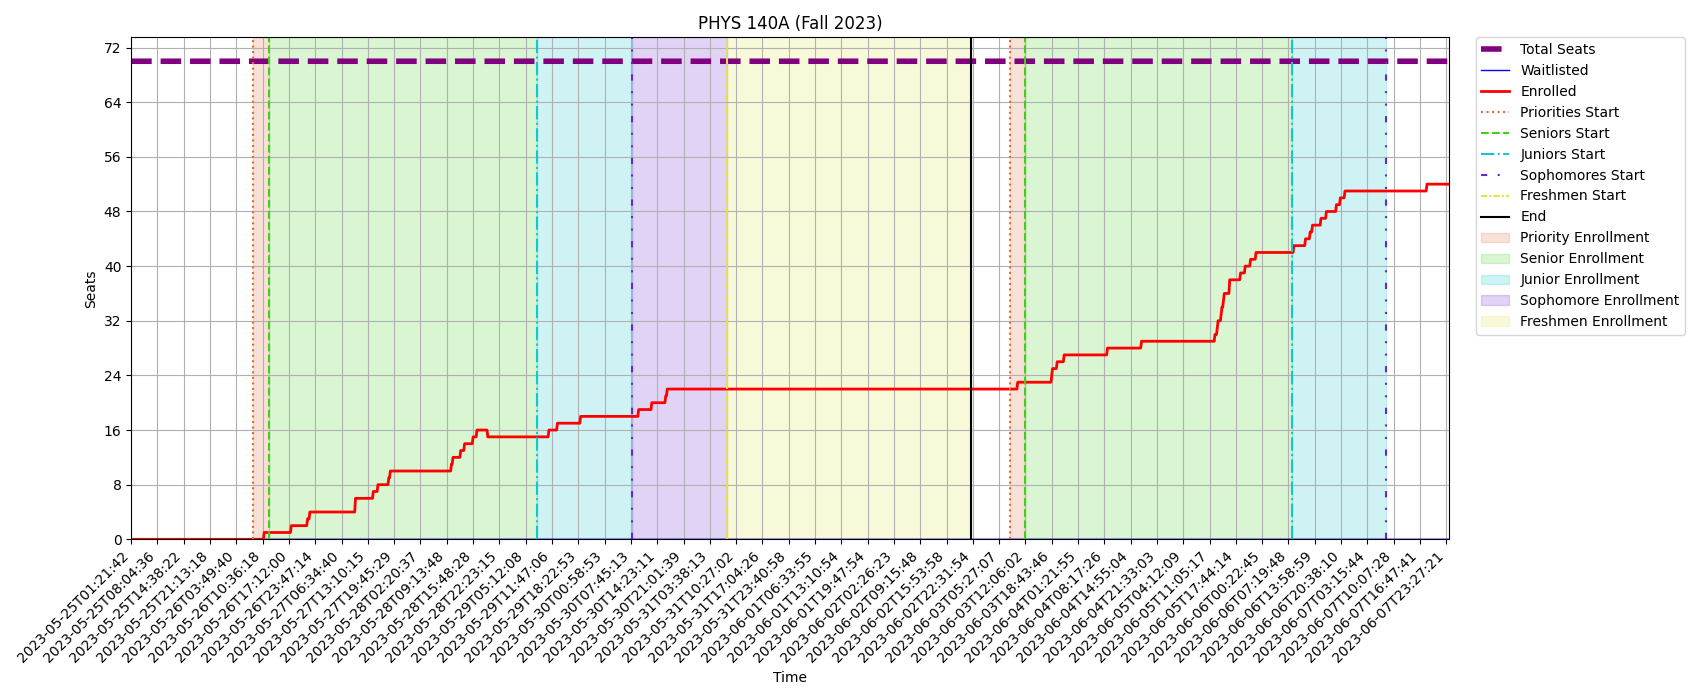 PHYS 140A (Fall 2023)
72
64
56
48
40
32
24
16
8
0
Seats
2023-05-25T01:21:42
2023-05-25T08:04:36
2023-05-25T14:38:22
2023-05-25T21:13:18
2023-05-26T03:49:40
2023-05-26T10:36:18
2023-05-26T17:12:00
2023-05-26T23:47:14
2023-05-27T06:34:40
2023-05-27T13:10:15
2023-05-27T19:45:29
2023-05-28T02:20:37
2023-05-28T09:13:48
2023-05-28T15:48:28
2023-05-28T22:23:15
2023-05-29T05:12:08
2023-05-29T11:47:06
2023-05-29T18:22:53
2023-05-30T00:58:53
2023-05-30T07:45:13
2023-05-30T14:23:11
2023-05-30T21:01:39
2023-05-31T03:38:13
2023-05-31T10:27:02
2023-05-31T17:04:26
2023-05-31T23:40:58
2023-06-01T06:33:55
2023-06-01T13:10:54
2023-06-01T19:47:54
2023-06-02T02:26:23
2023-06-02T09:15:48
2023-06-02T15:53:58
2023-06-02T22:31:54
2023-06-03T05:27:07
2023-06-03T12:06:02
2023-06-03T18:43:46
2023-06-04T01:21:55
2023-06-04T08:17:26
2023-06-04T14:55:04
2023-06-04T21:33:03
2023-06-05T04:12:09
2023-06-05T11:05:17
2023-06-05T17:44:14
2023-06-06T00:22:45
2023-06-06T07:19:48
2023-06-06T13:58:59
2023-06-06T20:38:10
2023-06-07T03:15:44
2023-06-07T10:07:28
2023-06-07T16:47:41
2023-06-07T23:27:21
Time
Total Seats
Waitlisted
Enrolled
Priorities Start
Seniors Start
Juniors Start
Sophomores Start
Freshmen Start
End
Priority Enrollment
Senior Enrollment
Junior Enrollment
Sophomore Enrollment
Freshmen Enrollment